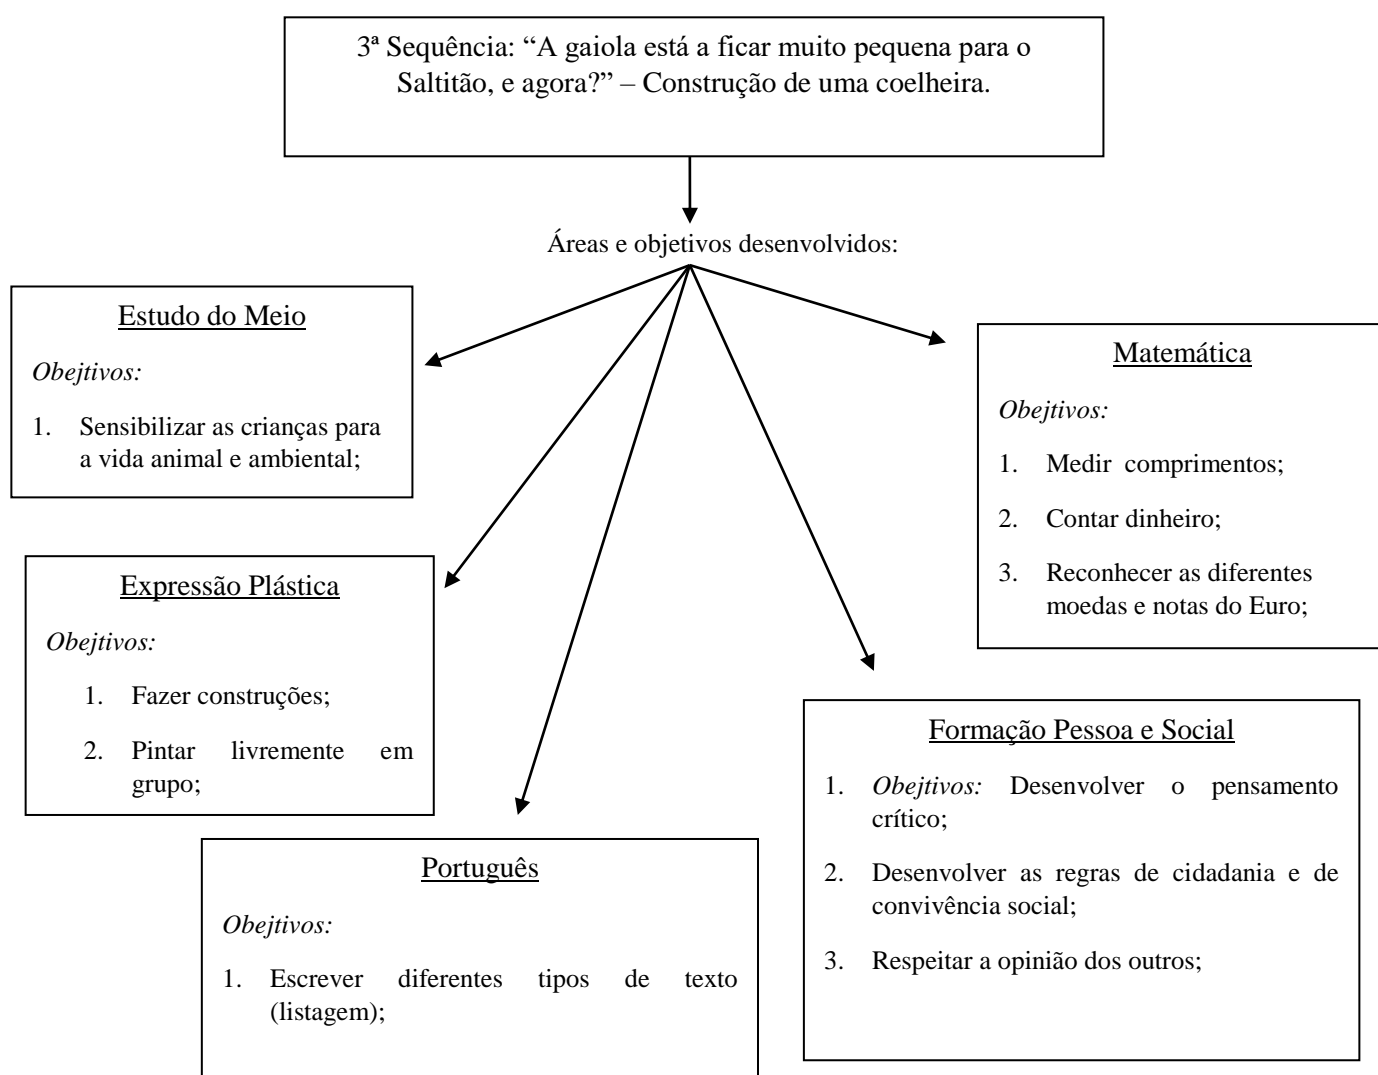 3ª Sequência: “A gaiola está a ficar muito pequena para o
Saltitão, e agora?” – Construção de uma coelheira.
Áreas e objetivos desenvolvidos:
Estudo do Meio
Obejtivos:
1. Sensibilizar as crianças para
a vida animal e ambiental;
Matemática
Obejtivos:
1. Medir comprimentos;
2. Contar dinheiro;
3. Reconhecer as diferentes
moedas e notas do Euro;
Expressão Plástica
Obejtivos:
1. Fazer construções;
2. Pintar livremente em
grupo;
Formação Pessoa e Social
1. Obejtivos: Desenvolver o pensamento
crítico;
2. Desenvolver as regras de cidadania e de
convivência social;
3. Respeitar a opinião dos outros;
Português
Obejtivos:
1. Escrever diferentes tipos de texto
(listagem);